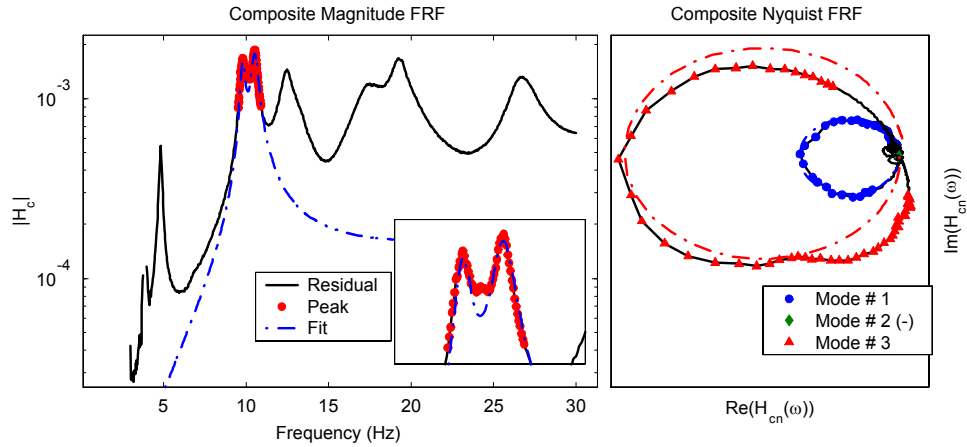 Composite Magnitude FRF
Composite Nyquist FRF
|H_c|
10^-3
10^-4
Residual
Peak
Fit
5
10
15
20
25
30
Frequency (Hz)
Im(H_cn(ω))
Mode # 1
Mode # 2 (-)
Mode # 3
Re(H_cn(ω))